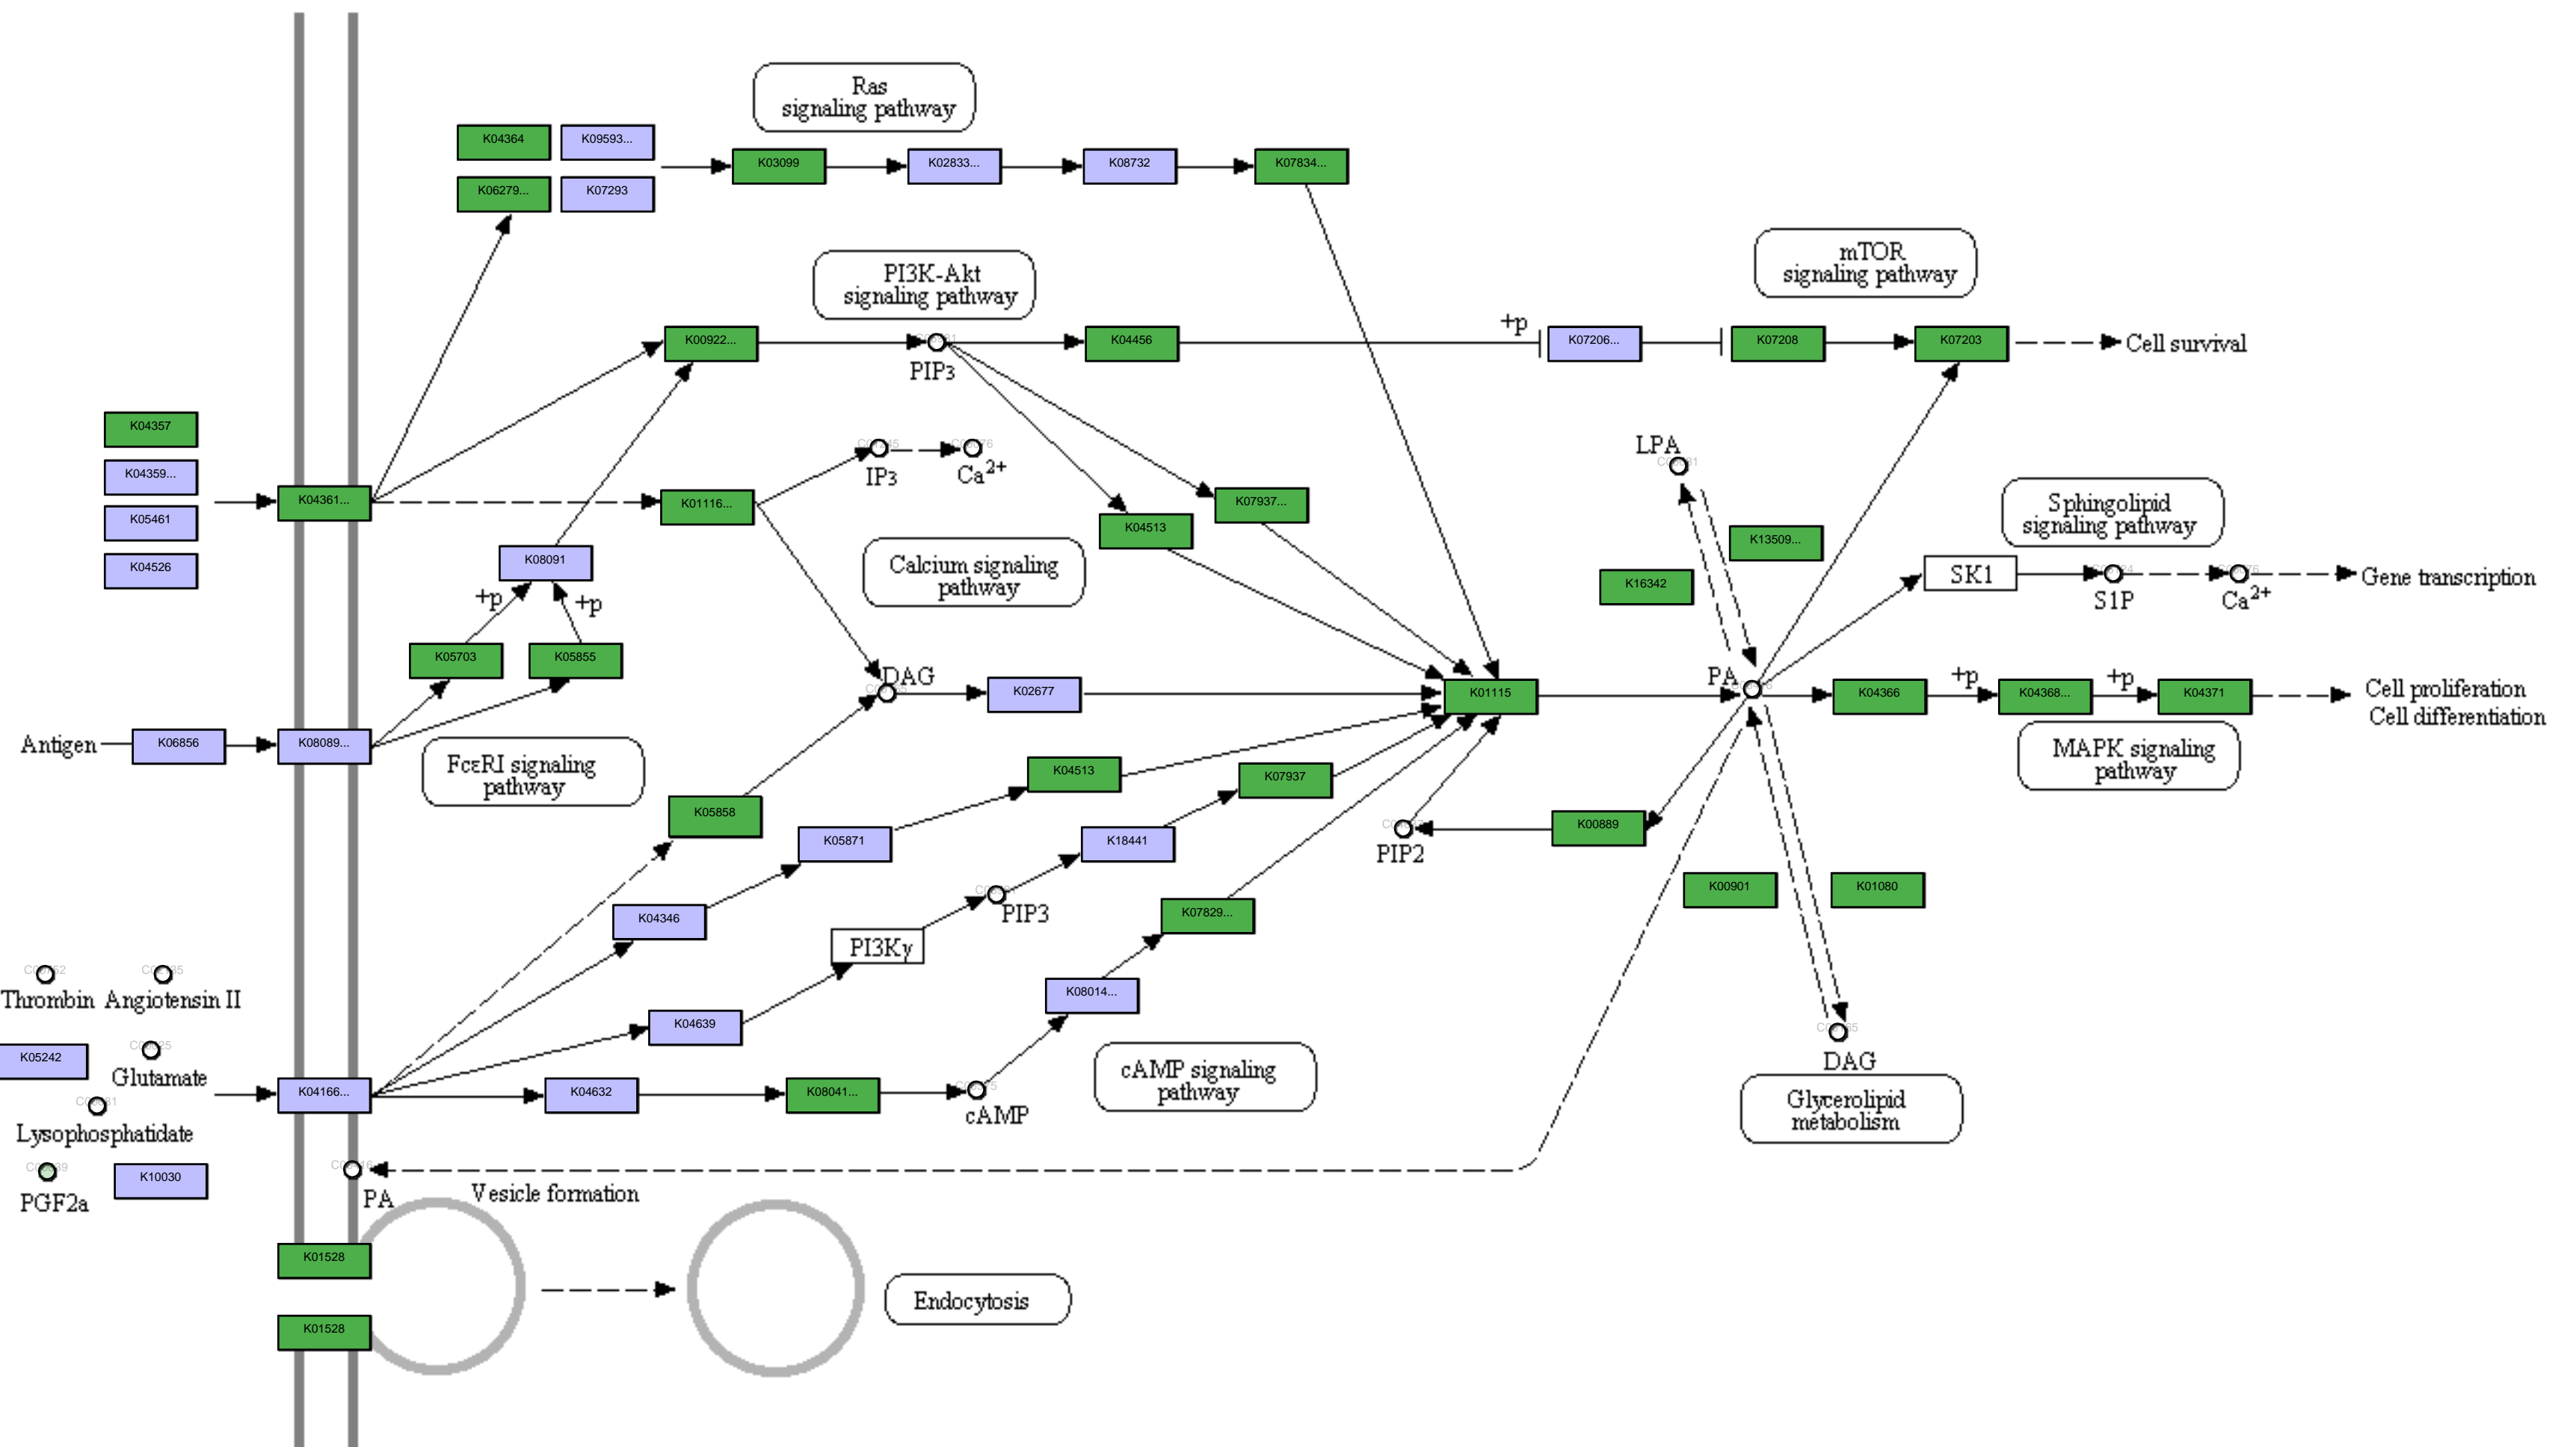 Ras
signaling pathway
K04364
K09593...
K03099
K02833...
K08732
K07834...
K06279...
K07293
PI3K-Akt
signaling pathway
mTOR
signaling pathway
K00922...
PIP3
K04456
+p
K07206...
K07208
K07203
Cell survival
K04357
K04359...
K05461
K04526
K04361...
K01116...
IP3
Ca2+
K04513
K07937...
LPA
K13509...
K16342
Sphingolipid
signaling pathway
SK1
S1P
Ca2+
Gene transcription
K08091
+p
+p
Calcium signaling
pathway
K05703
K05855
DAG
K02677
K01115
PA
K04366
+p
K04368...
+p
K04371
Cell proliferation
Cell differentiation
MAPK signaling
pathway
Antigen
K06856
K08089...
FcεRI signaling
pathway
K04513
K07937
K05858
K05871
K18441
PIP2
K00889
K00901
K01080
K04346
PI3Kγ
PIP3
K07829...
Thrombin
Angiotensin II
K04639
K08014...
K05242
Glutamate
K04166...
K04632
K08041...
cAMP
cAMP signaling
pathway
DAG
Glycerolipid
metabolism
Lysophosphatidate
PGF2a
K10030
PA
Vesicle formation
K01528
K01528
Endocytosis